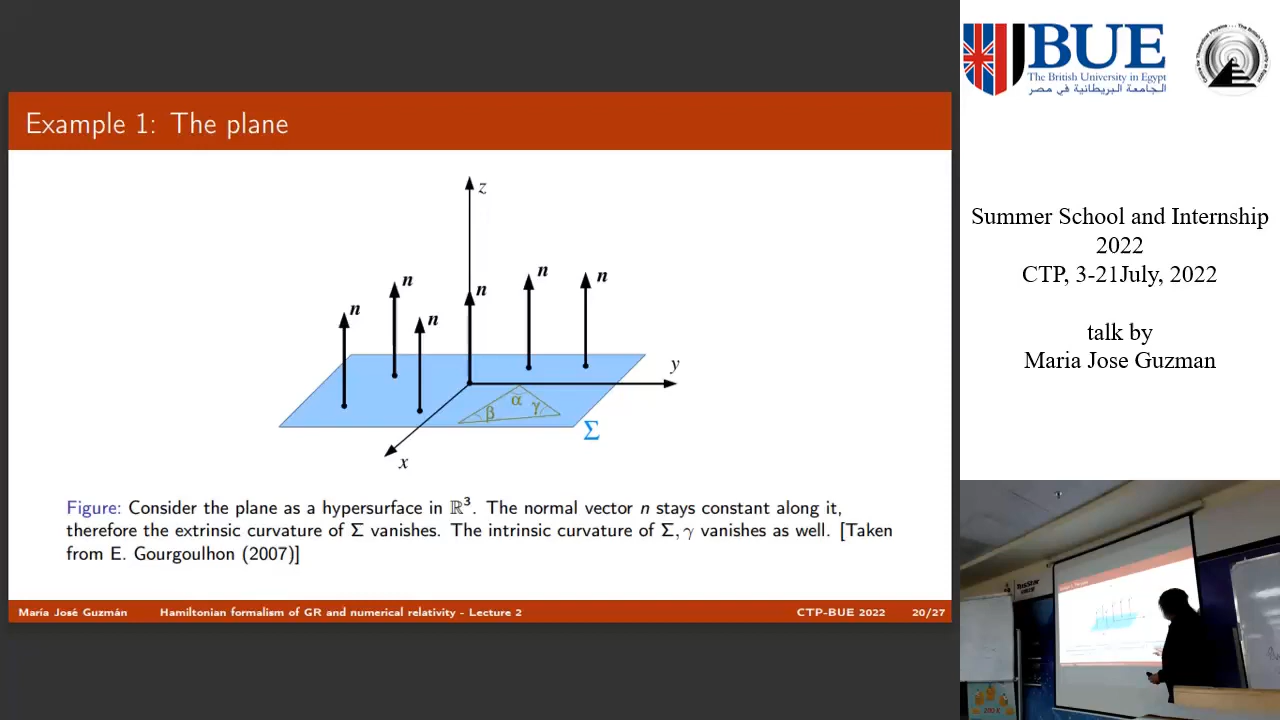 Example 1: The plane
z
n
n
n
n
n
n
y
α
β
γ
Σ
x
Figure: Consider the plane as a hypersurface in ℝ³. The normal vector n stays constant along it,
therefore the extrinsic curvature of Σ vanishes. The intrinsic curvature of Σ, γ vanishes as well. [Taken
from E. Gourgoulhon (2007)]
María José Guzmán Hamiltonian formalism of GR and numerical relativity - Lecture 2 CTP-BUE 2022 20/27
BUE
The British University in Egypt
الجامعة البريطانية في مصر
Summer School and Internship
2022
CTP, 3-21July, 2022
talk by
Maria Jose Guzman